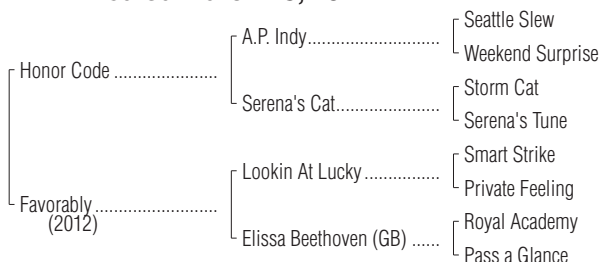 Seattle Slew
A.P. Indy
Weekend Surprise
Honor Code
Storm Cat
Serena's Cat
Serena's Tune
Smart Strike
Lookin At Lucky
Private Feeling
Favorably
(2012)
Royal Academy
Elissa Beethoven (GB)
Pass a Glance